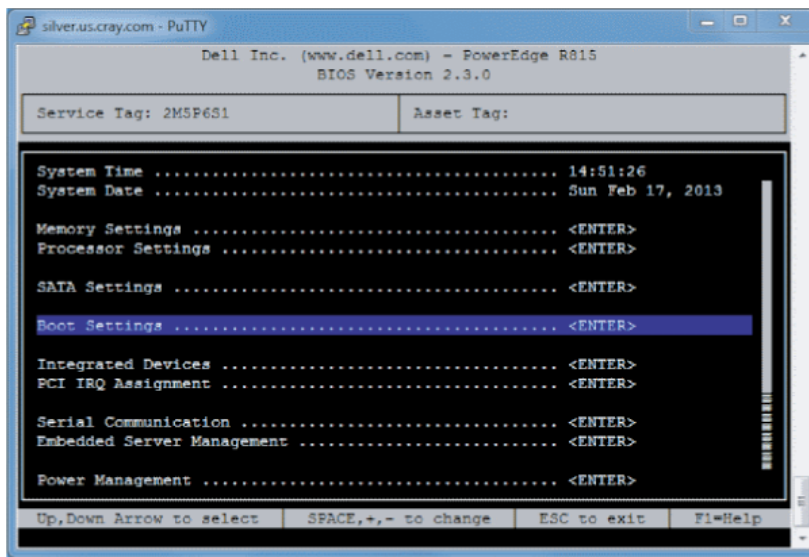 silver.us.cray.com - PuTTY
Dell Inc. (www.dell.com) - PowerEdge R815
BIOS Version 2.3.0
Service Tag: 2M5P6S1 Asset Tag:
System Time .......................................... 14:51:26
System Date .......................................... Sun Feb 17, 2013
Memory Settings ...................................... <ENTER>
Processor Settings ................................... <ENTER>
SATA Settings ........................................ <ENTER>
Boot Settings ........................................ <ENTER>
Integrated Devices ................................... <ENTER>
PCI IRQ Assignment ................................... <ENTER>
Serial Communication ................................. <ENTER>
Embedded Server Management ........................... <ENTER>
Power Management ..................................... <ENTER>
Up,Down Arrow to select SPACE,+,- to change ESC to exit F1=Help